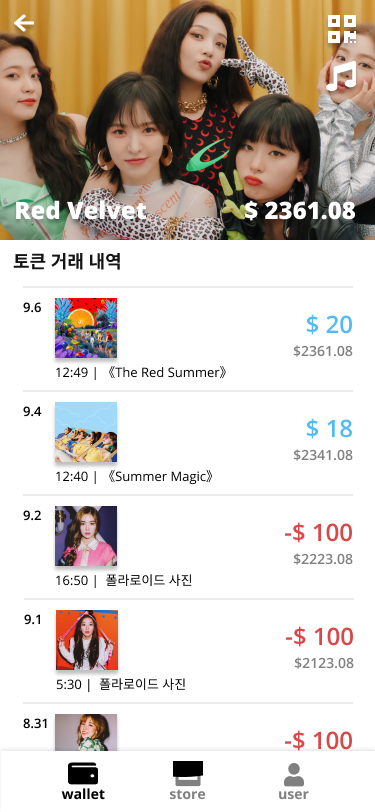 Red Velvet
$ 2361.08
토큰 거래 내역
9.6
$ 20
$2361.08
12:49 | 《The Red Summer》
9.4
$ 18
$2341.08
12:40 | 《Summer Magic》
9.2
-$ 100
$2223.08
16:50 | 폴라로이드 사진
9.1
-$ 100
$2123.08
5:30 | 폴라로이드 사진
8.31
-$ 100
wallet
store
user